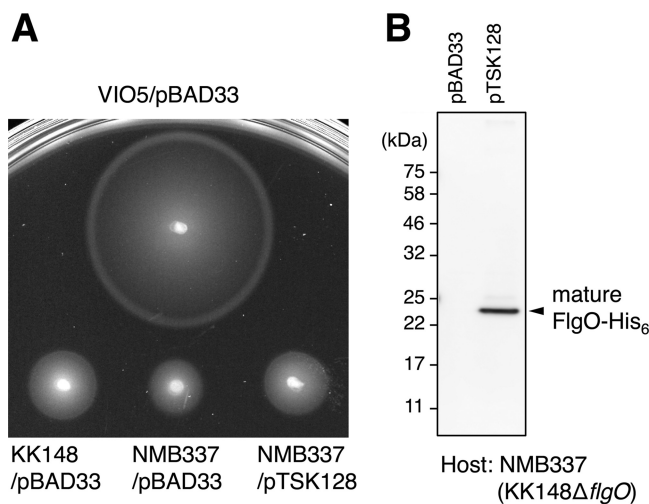 A
VIO5/pBAD33
KK148
/pBAD33
NMB337
/pBAD33
NMB337
/pTSK128
B
pBAD33
pTSK128
(kDa)
75
58
46
32
25
22
17
11
mature
FlgO-His6
Host: NMB337
(KK148ΔflgO)